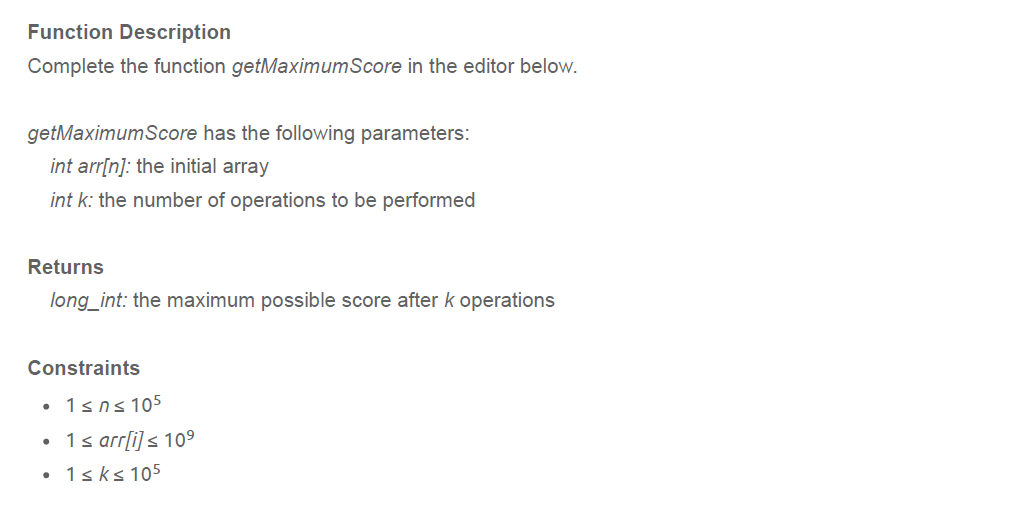 Function Description
Complete the function getMaximumScore in the editor below.
getMaximumScore has the following parameters:
int arr[n]: the initial array
int k: the number of operations to be performed
Returns
long_int: the maximum possible score after k operations
Constraints
• 1 ≤ n ≤ 10⁵
• 1 ≤ arr[i] ≤ 10⁹
• 1 ≤ k ≤ 10⁵